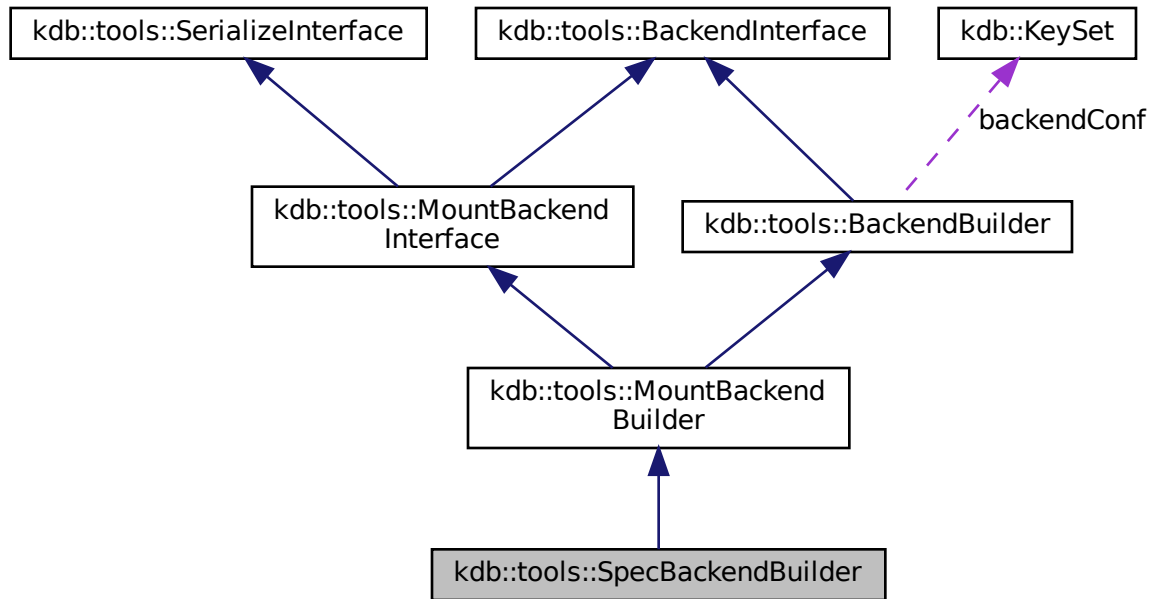 kdb::tools::SerializeInterface
kdb::tools::BackendInterface
kdb::KeySet
backendConf
kdb::tools::MountBackend
Interface
kdb::tools::BackendBuilder
kdb::tools::MountBackend
Builder
kdb::tools::SpecBackendBuilder